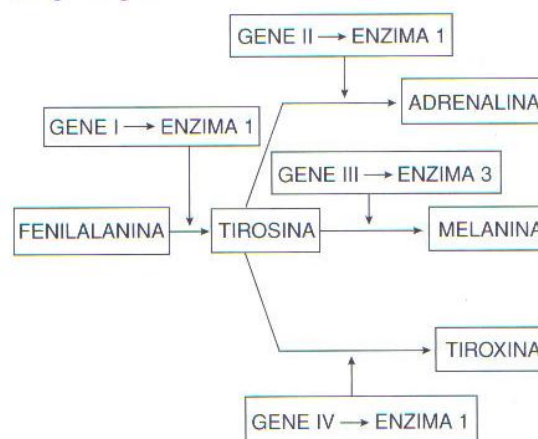 GENE II → ENZIMA 1
ADRENALINA
GENE I → ENZIMA 1
GENE III → ENZIMA 3
FENILALANINA
TIROSINA
MELANINA
TIROXINA
GENE IV → ENZIMA 1